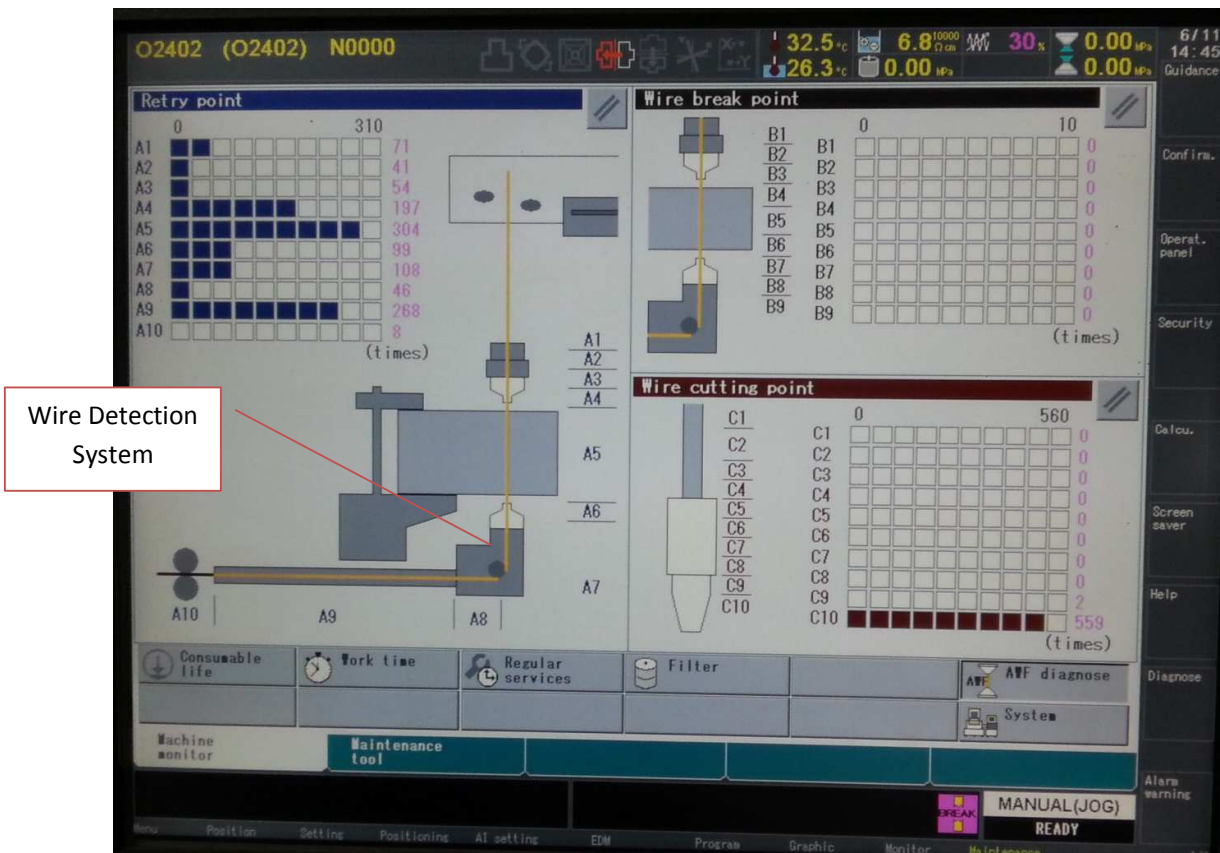 O2402 (O2402) N0000
32.5 °C
26.3 °C
6.8 10000 Ω cm
0.00 MPa
30 %
0.00 MPa
0.00 MPa
6/11
14:45
Guidance
Retry point
0 310
A1 71
A2 41
A3 54
A4 197
A5 304
A6 99
A7 108
A8 46
A9 268
A10 8
(times)
A1
A2
A3
A4
A5
A6
A7
A10 A9 A8
Wire Detection
System
Wire break point
0 10
B1 B1 0
B2 B2 0
B3 B3 0
B4 B4 0
B5 B5 0
B6 B6 0
B7 B7 0
B8 B8 0
B9 B9 0
(times)
Wire cutting point
0 560
C1 C1 0
C2 C2 0
C3 C3 0
C4 C4 0
C5 C5 0
C6 C6 0
C7 C7 0
C8 C8 0
C9 C9 2
C10 C10 559
(times)
Confirm.
Operat.
panel
Security
Calcu.
Screen
saver
Help
Diagnose
Alarm
warning
Consumable
life
Work time
Regular
services
Filter
AWF AWF diagnose
System
Machine
monitor
Maintenance
tool
BREAK
MANUAL(JOG)
READY
Menu Position Setting Positioning AI setting EDM Program Graphic Monitor Maintenance